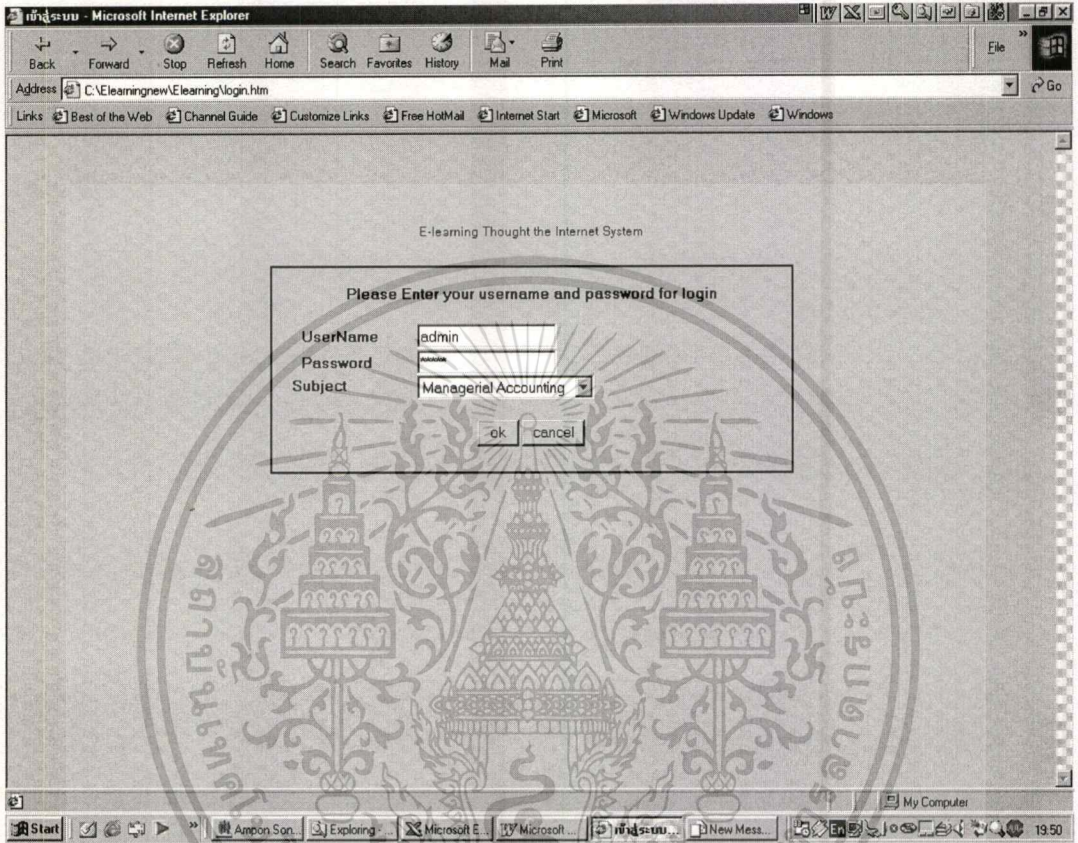 เข้าสู่ระบบ - Microsoft Internet Explorer
Back Forward Stop Refresh Home Search Favorites History Mail Print File
Address C:\Elearningnew\Elearning\login.htm Go
Links Best of the Web Channel Guide Customize Links Free HotMail Internet Start Microsoft Windows Update Windows
E-learning Thought the Internet System
Please Enter your username and password for login
UserName admin
Password *****
Subject Managerial Accounting
ok cancel
My Computer
Start Ampon Son... Exploring - ... Microsoft E... Microsoft ... เข้าสู่ระบบ... New Mess... En 19:50